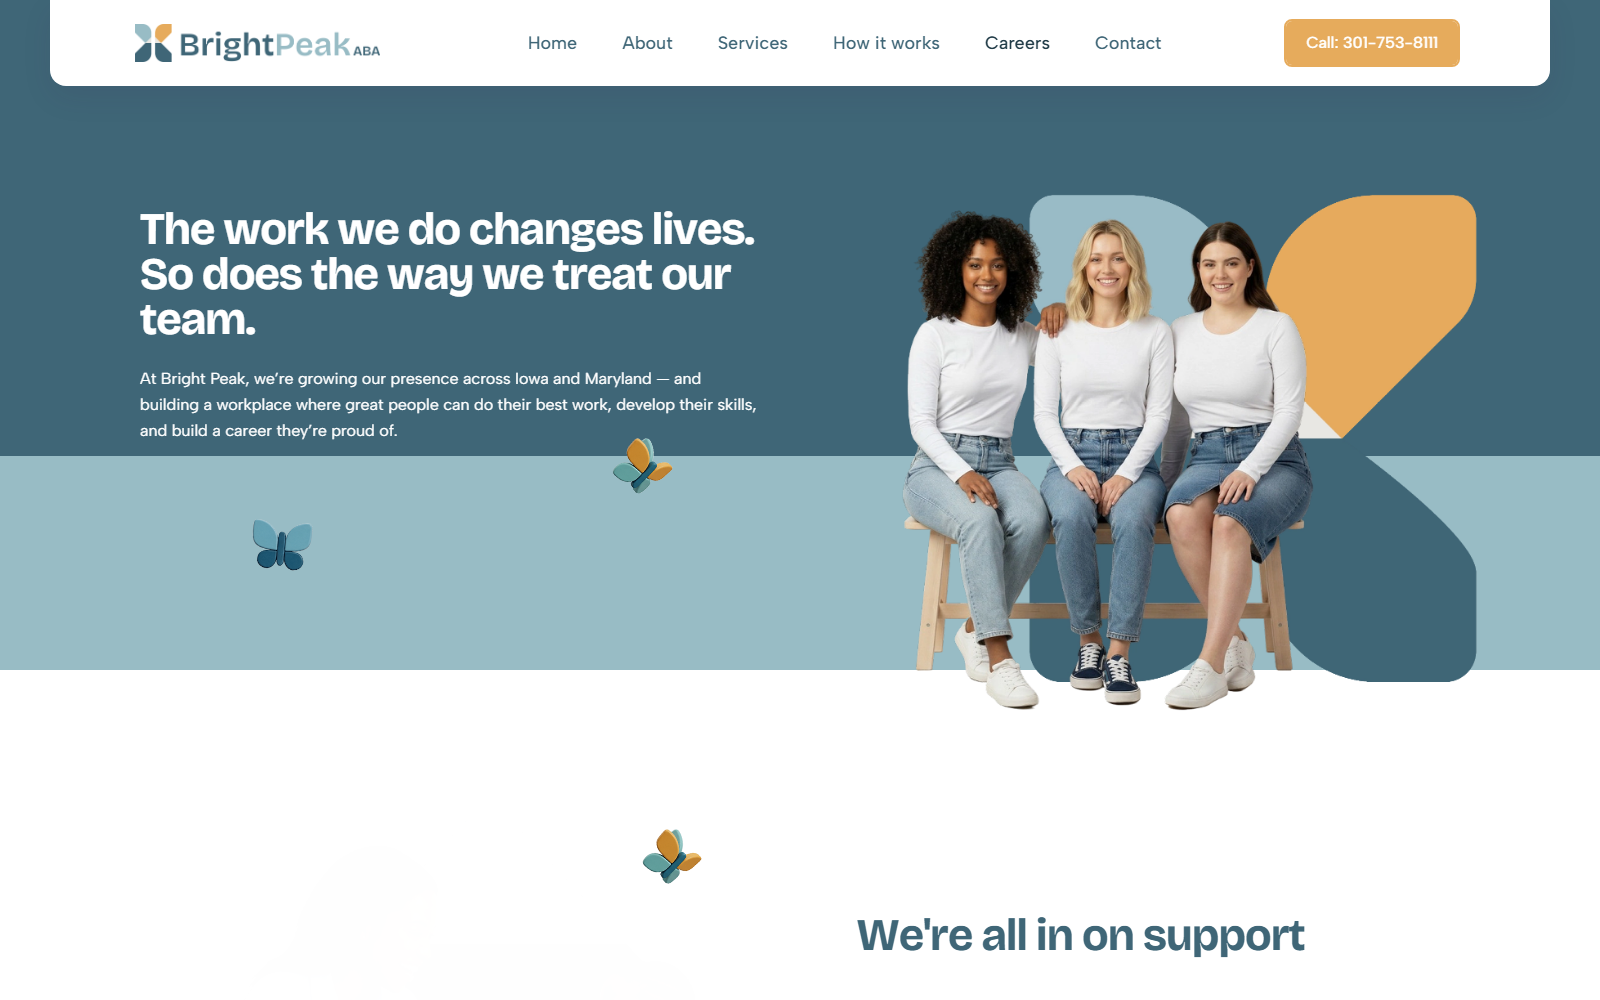 BrightPeak ABA
Home
About
Services
How it works
Careers
Contact
Call: 301-753-8111
The work we do changes lives.
So does the way we treat our
team.
At Bright Peak, we’re growing our presence across Iowa and Maryland — and
building a workplace where great people can do their best work, develop their skills,
and build a career they’re proud of.
We're all in on support